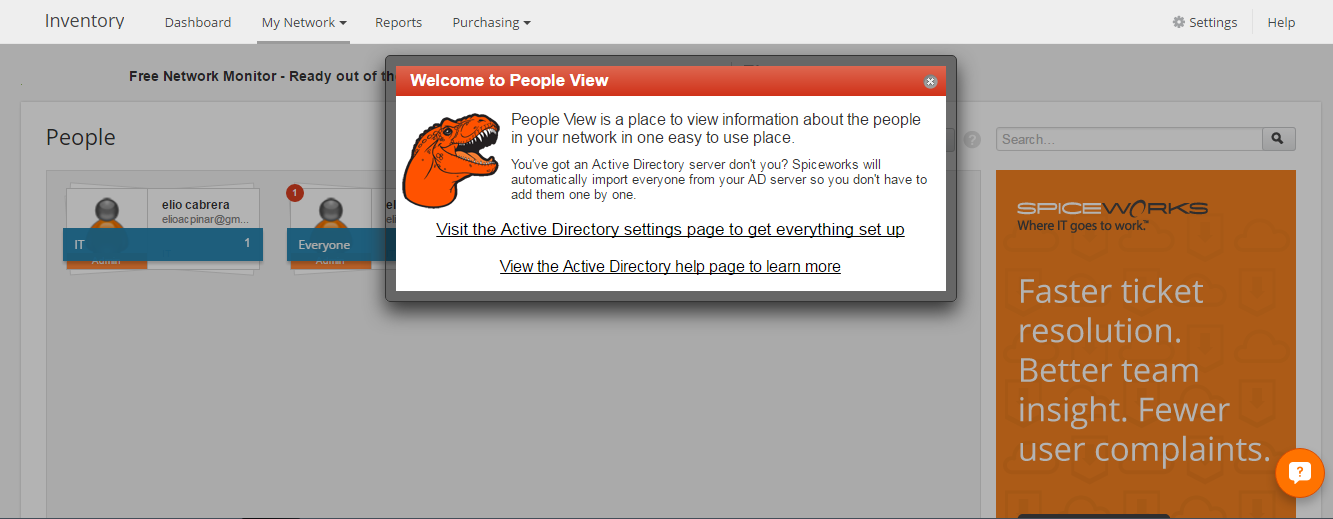 Inventory
Dashboard
My Network
Reports
Purchasing
Settings
Help
Free Network Monitor - Ready out of th
Welcome to People View
People View is a place to view information about the people
in your network in one easy to use place.
You've got an Active Directory server don't you? Spiceworks will
automatically import everyone from your AD server so you don't have to
add them one by one.
Visit the Active Directory settings page to get everything set up
View the Active Directory help page to learn more
People
?
Search...
elio cabrera
elioacpinar@gm...
IT
1
Admin
1
el
eli
Everyone
Admin
SPICEWORKS
Where IT goes to work.™
Faster ticket
resolution.
Better team
insight. Fewer
user complaints.
?